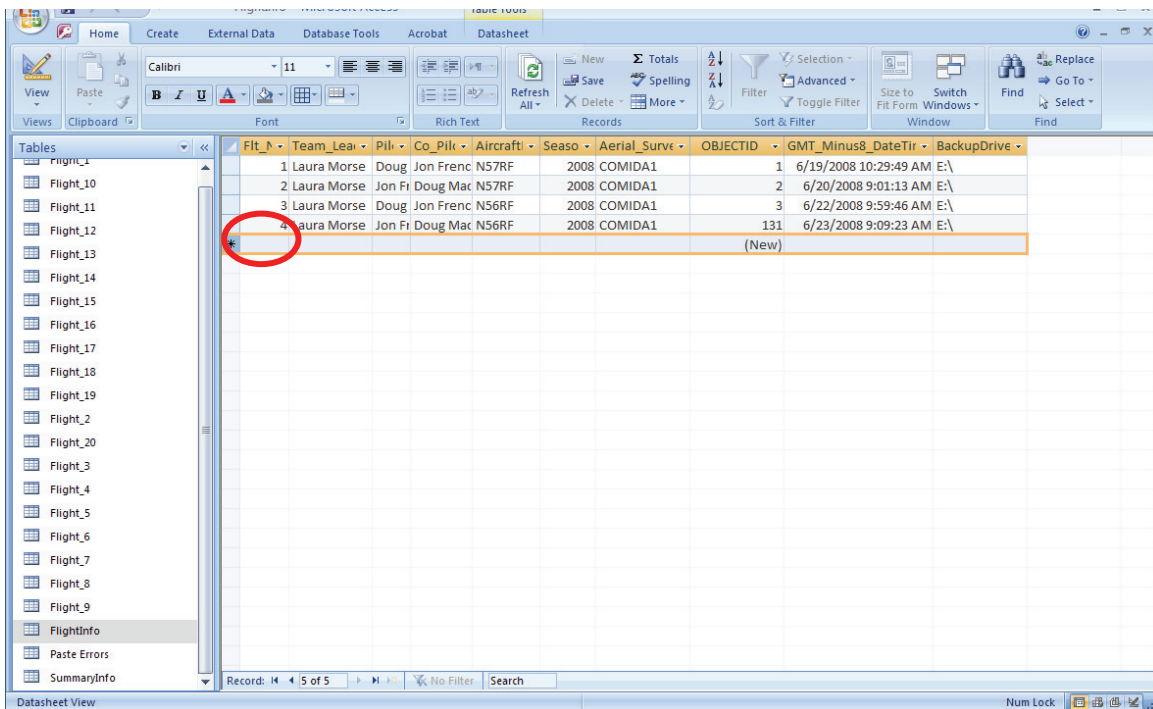 Table Tools
Home Create External Data Database Tools Acrobat Datasheet
View Paste Calibri 11 B I U A Refresh All New Save Delete Σ Totals Spelling More Filter Selection Advanced Toggle Filter Size to Fit Form Switch Windows Find Replace Go To Select
Views Clipboard Font Rich Text Records Sort & Filter Window Find
Tables
Flight_1
Flight_10
Flight_11
Flight_12
Flight_13
Flight_14
Flight_15
Flight_16
Flight_17
Flight_18
Flight_19
Flight_2
Flight_20
Flight_3
Flight_4
Flight_5
Flight_6
Flight_7
Flight_8
Flight_9
FlightInfo
Paste Errors
SummaryInfo
Flt_N Team_Lea Pilo Co_Pilo Aircraft Seaso Aerial_Surve OBJECTID GMT_Minus8_DateTir BackupDrive
1 Laura Morse Doug Jon Frenc N57RF 2008 COMIDA1 1 6/19/2008 10:29:49 AM E:\
2 Laura Morse Jon Fr Doug Mac N57RF 2008 COMIDA1 2 6/20/2008 9:01:13 AM E:\
3 Laura Morse Doug Jon Frenc N56RF 2008 COMIDA1 3 6/22/2008 9:59:46 AM E:\
4 Laura Morse Jon Fr Doug Mac N56RF 2008 COMIDA1 131 6/23/2008 9:09:23 AM E:\
* (New)
Record: 5 of 5 No Filter Search
Datasheet View Num Lock